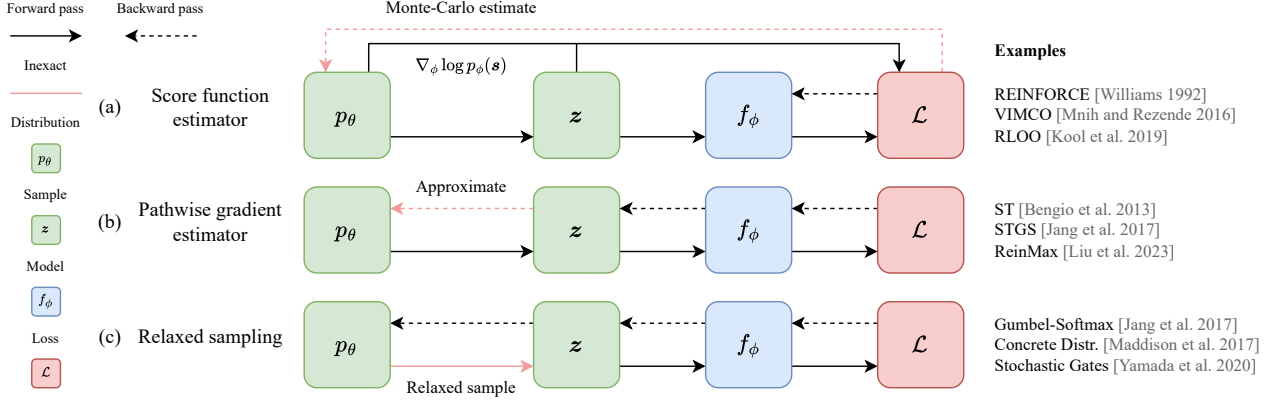 Forward pass
Backward pass
Inexact
Distribution
pθ
Sample
z
Model
fϕ
Loss
ℒ
Monte-Carlo estimate
∇ϕ log pϕ(s)
(a)
Score function
estimator
pθ
z
fϕ
ℒ
(b)
Pathwise gradient
estimator
Approximate
pθ
z
fϕ
ℒ
(c)
Relaxed sampling
pθ
z
fϕ
ℒ
Relaxed sample
Examples
REINFORCE [Williams 1992]
VIMCO [Mnih and Rezende 2016]
RLOO [Kool et al. 2019]
ST [Bengio et al. 2013]
STGS [Jang et al. 2017]
ReinMax [Liu et al. 2023]
Gumbel-Softmax [Jang et al. 2017]
Concrete Distr. [Maddison et al. 2017]
Stochastic Gates [Yamada et al. 2020]